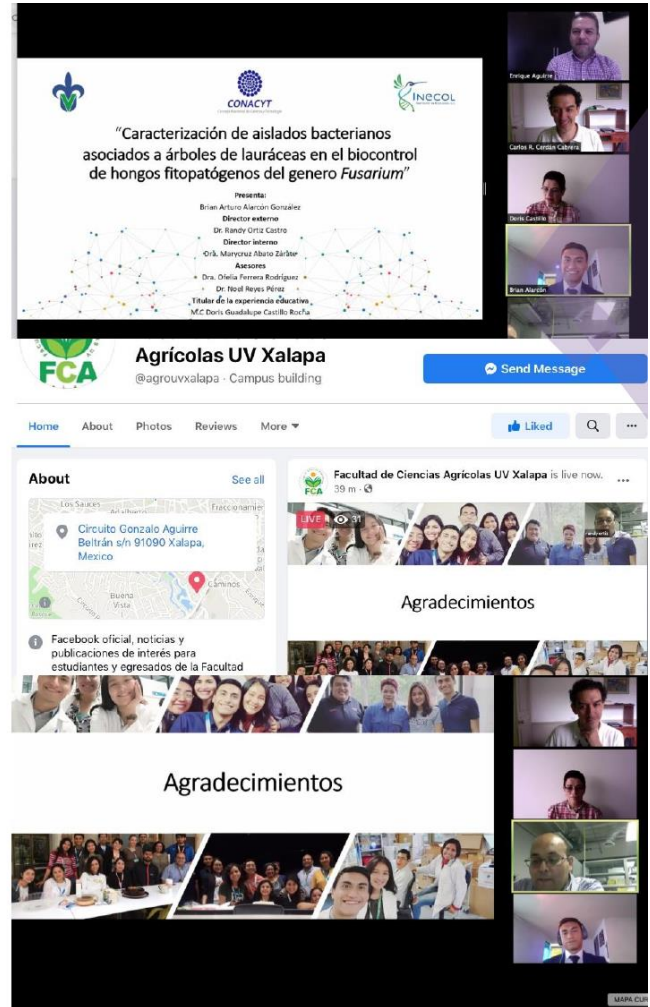 CONACYT
INECOL
"Caracterización de aislados bacterianos
asociados a árboles de lauráceas en el biocontrol
de hongos fitopatógenos del genero Fusarium"
Presenta:
Brian Arturo Alarcón González
Director externo
Dr. Randy Ortiz Castro
Director interno
Dra. Marycruz Abato Zárate
Asesores
Dra. Ofelia Ferrera Rodríguez
Dr. Noel Reyes Pérez
Titular de la experiencia educativa
M.C Doris Guadalupe Castillo Rocha
Enrique Aguirre
Carlos R. Cerdán Cabrera
Doris Castillo
Brian Alarcón
FCA
Agrícolas UV Xalapa
@agrouvxalapa · Campus building
Send Message
Home About Photos Reviews More
Liked
About
See all
Los Sauces
Fraccionamien
Circuito Gonzalo Aguirre
Beltrán s/n 91090 Xalapa,
Mexico
Buena
Vista
Caminos
Facebook oficial, noticias y
publicaciones de interés para
estudiantes y egresados de la Facultad
FCA
Facultad de Ciencias Agrícolas UV Xalapa is live now.
39 m
LIVE 31
Agradecimientos
Agradecimientos